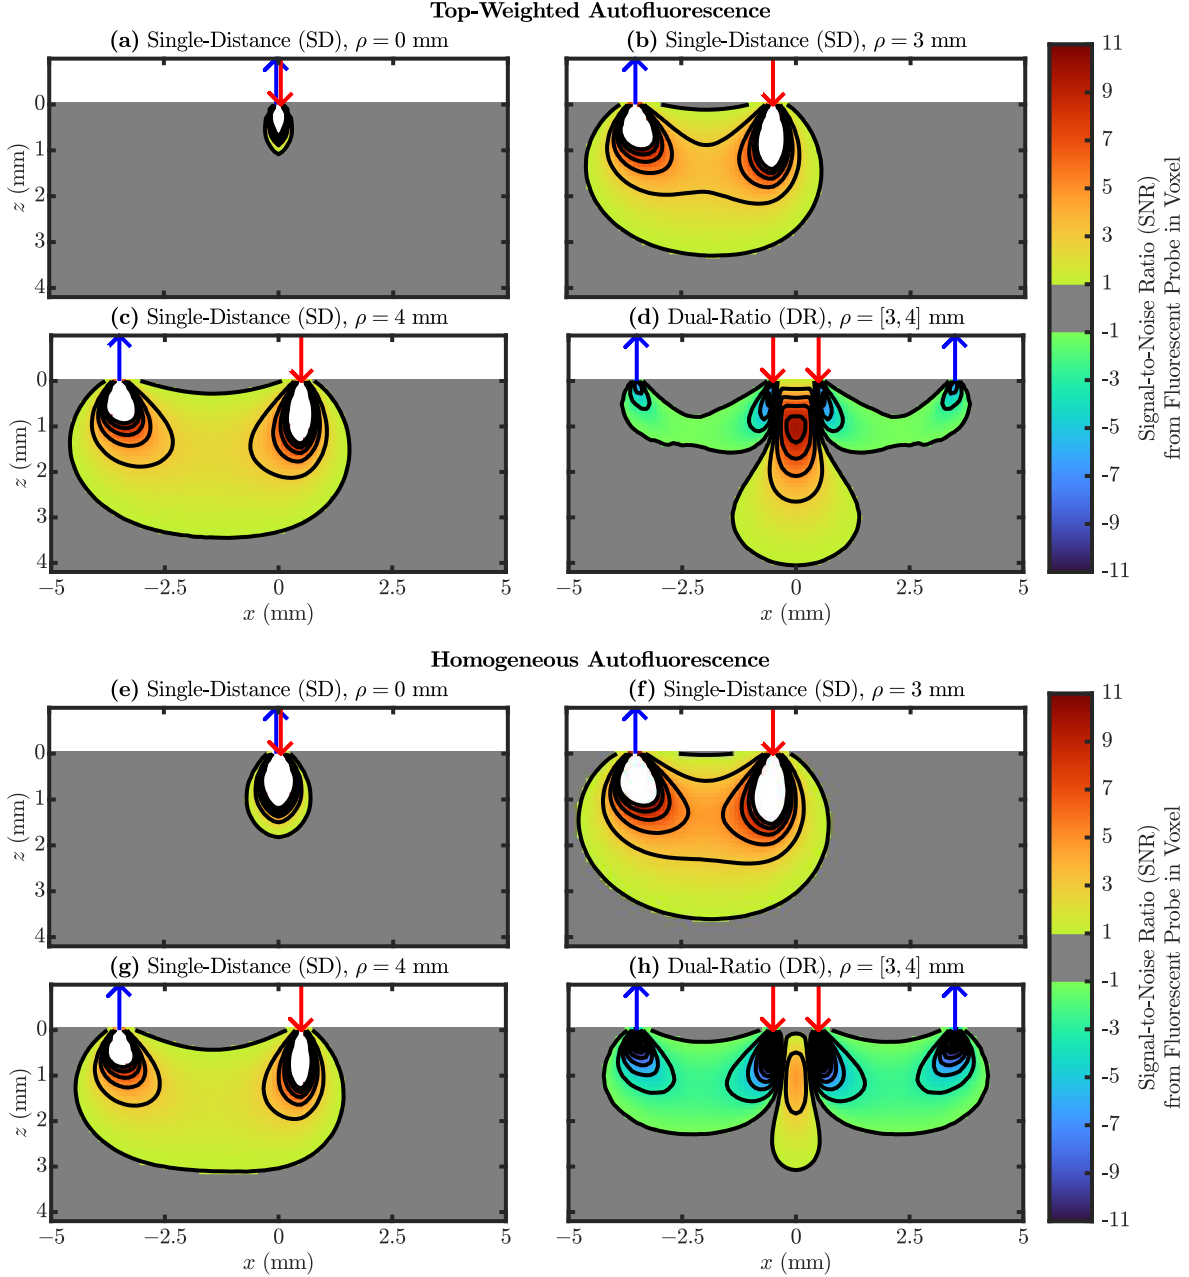 Top-Weighted Autofluorescence
(a) Single-Distance (SD), ρ = 0 mm
(b) Single-Distance (SD), ρ = 3 mm
0
1
2
3
4
z (mm)
(c) Single-Distance (SD), ρ = 4 mm
(d) Dual-Ratio (DR), ρ = [3, 4] mm
0
1
2
3
4
z (mm)
−5
−2.5
0
2.5
5
x (mm)
−5
−2.5
0
2.5
5
x (mm)
11
9
7
5
3
1
-1
-3
-5
-7
-9
-11
Signal-to-Noise Ratio (SNR)
from Fluorescent Probe in Voxel
Homogeneous Autofluorescence
(e) Single-Distance (SD), ρ = 0 mm
(f) Single-Distance (SD), ρ = 3 mm
0
1
2
3
4
z (mm)
(g) Single-Distance (SD), ρ = 4 mm
(h) Dual-Ratio (DR), ρ = [3, 4] mm
0
1
2
3
4
z (mm)
−5
−2.5
0
2.5
5
x (mm)
−5
−2.5
0
2.5
5
x (mm)
11
9
7
5
3
1
-1
-3
-5
-7
-9
-11
Signal-to-Noise Ratio (SNR)
from Fluorescent Probe in Voxel